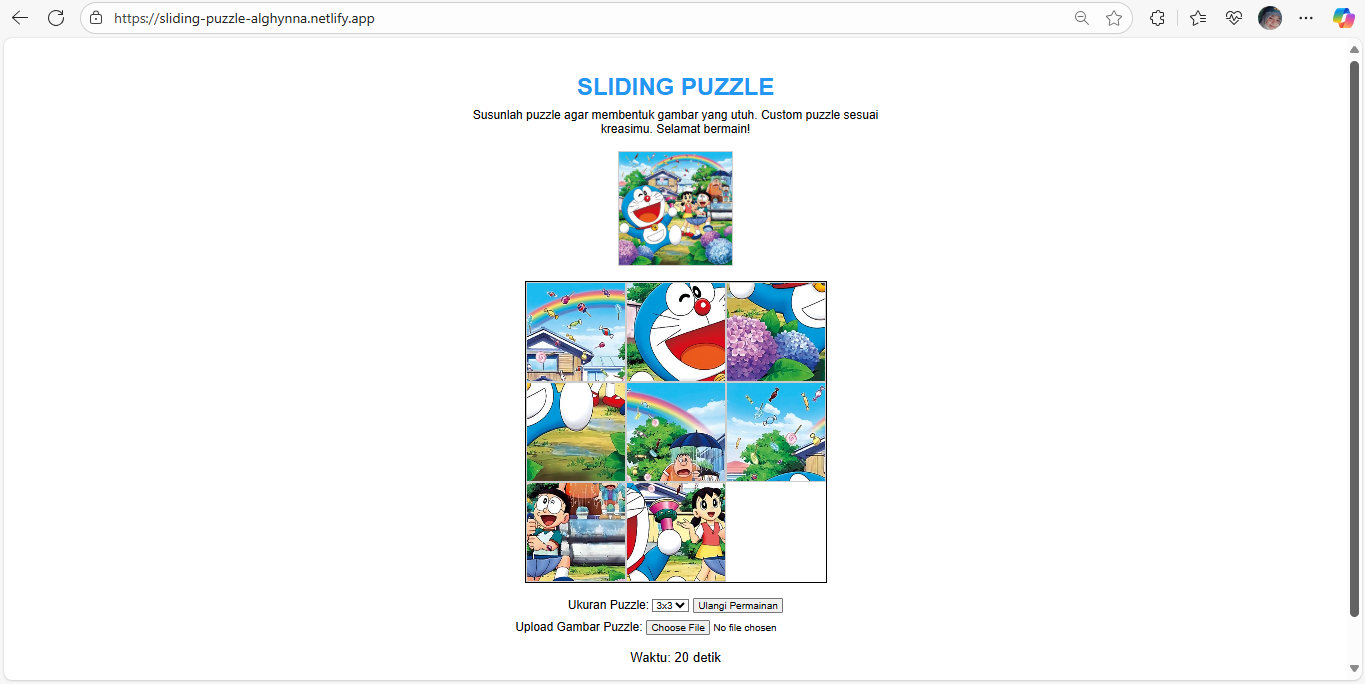 https://sliding-puzzle-alghynna.netlify.app
SLIDING PUZZLE
Susunlah puzzle agar membentuk gambar yang utuh. Custom puzzle sesuai
kreasimu. Selamat bermain!
Ukuran Puzzle: 3x3 Ulangi Permainan
Upload Gambar Puzzle: Choose File No file chosen
Waktu: 20 detik